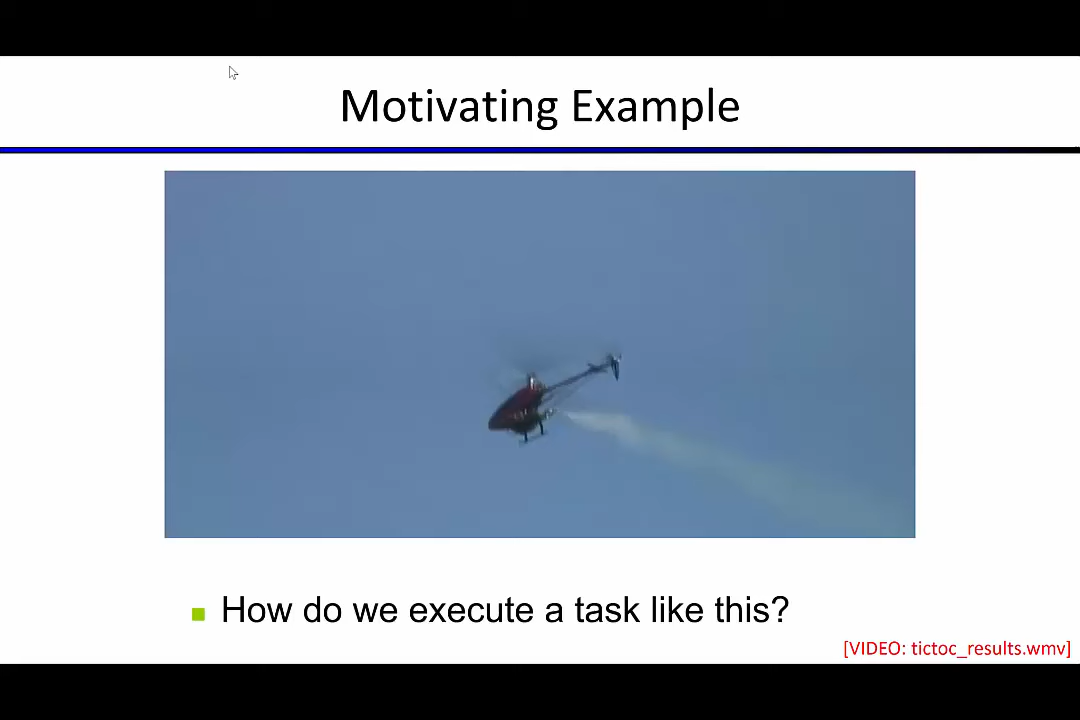 Motivating Example
How do we execute a task like this?
[VIDEO: tictoc_results.wmv]